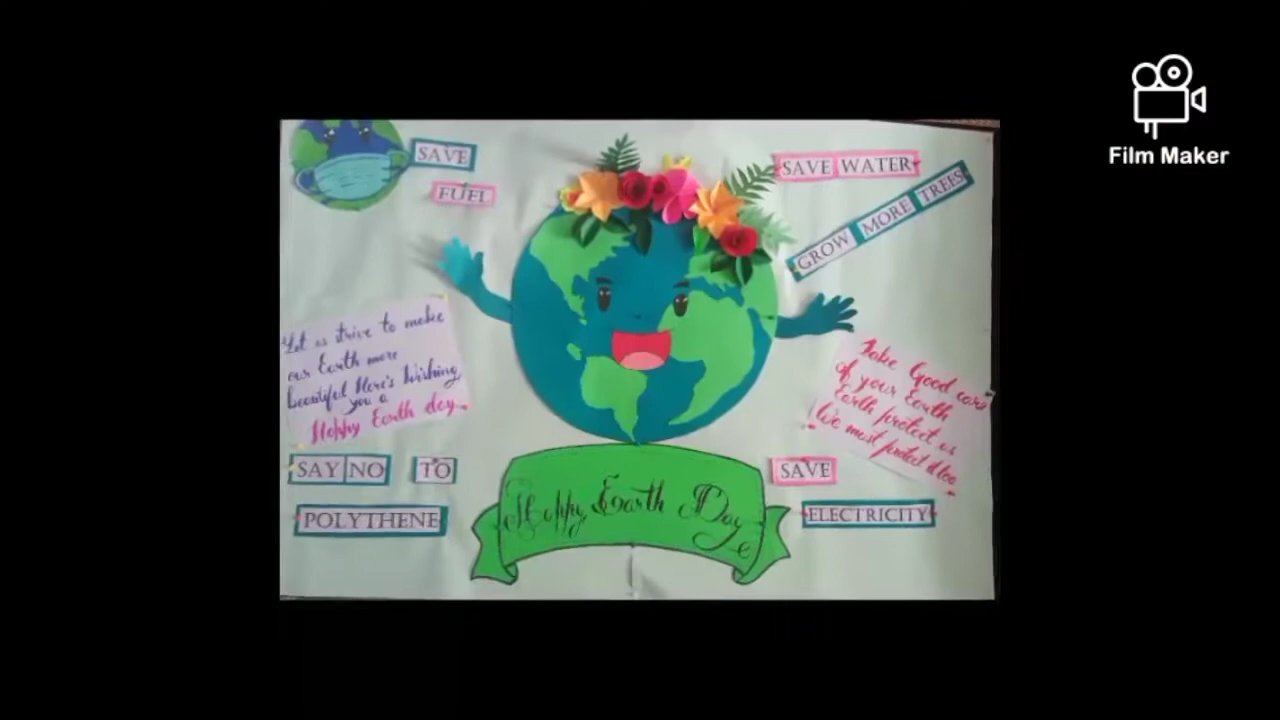 Film Maker
SAVE
FUEL
SAVE WATER
GROW MORE TREES
Let us strive to make
our Earth more
beautiful Here's Wishing
you a
Happy Earth day
Take Good care
of your Earth
Earth protect us
We must protect
SAY NO TO
POLYTHENE
SAVE
ELECTRICITY
Happy Earth Day